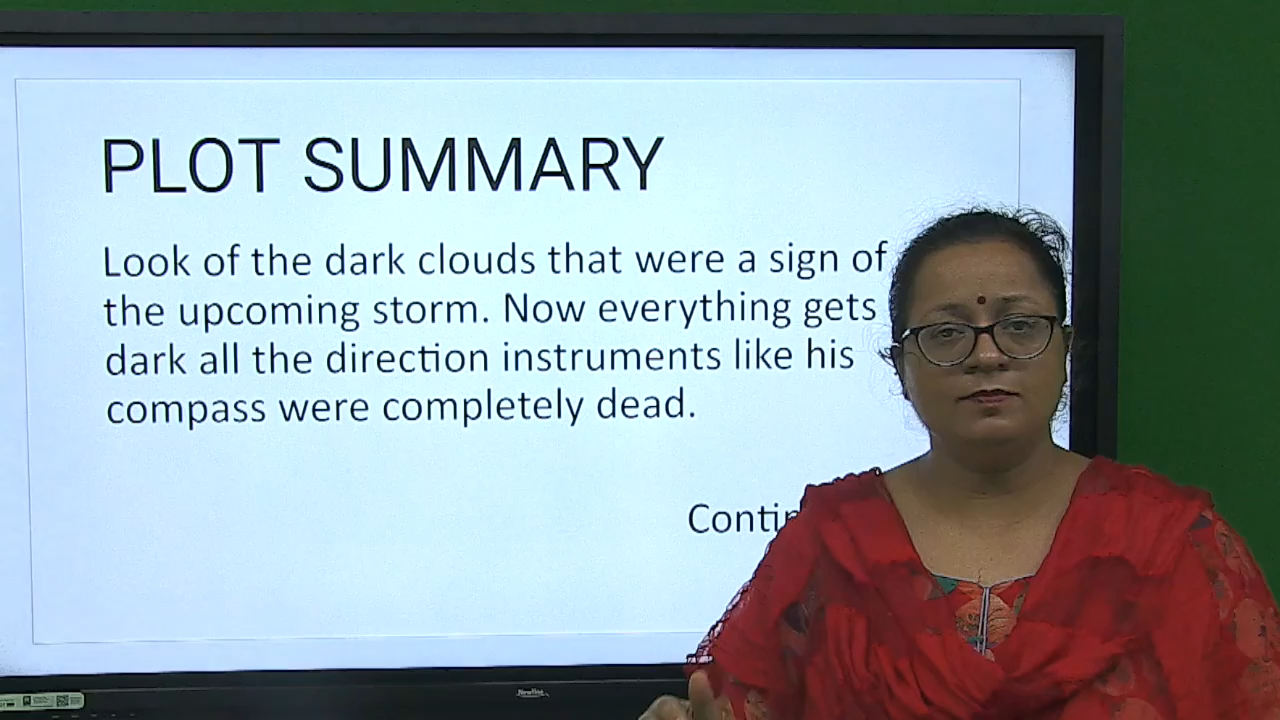 PLOT SUMMARY
Look of the dark clouds that were a sign of
the upcoming storm. Now everything gets
dark all the direction instruments like his
compass were completely dead.